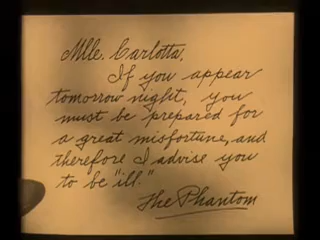 Mlle. Carlotta,
If you appear
tomorrow night, you
must be prepared for
a great misfortune, and
therefore I advise you
to be "ill."
The Phantom